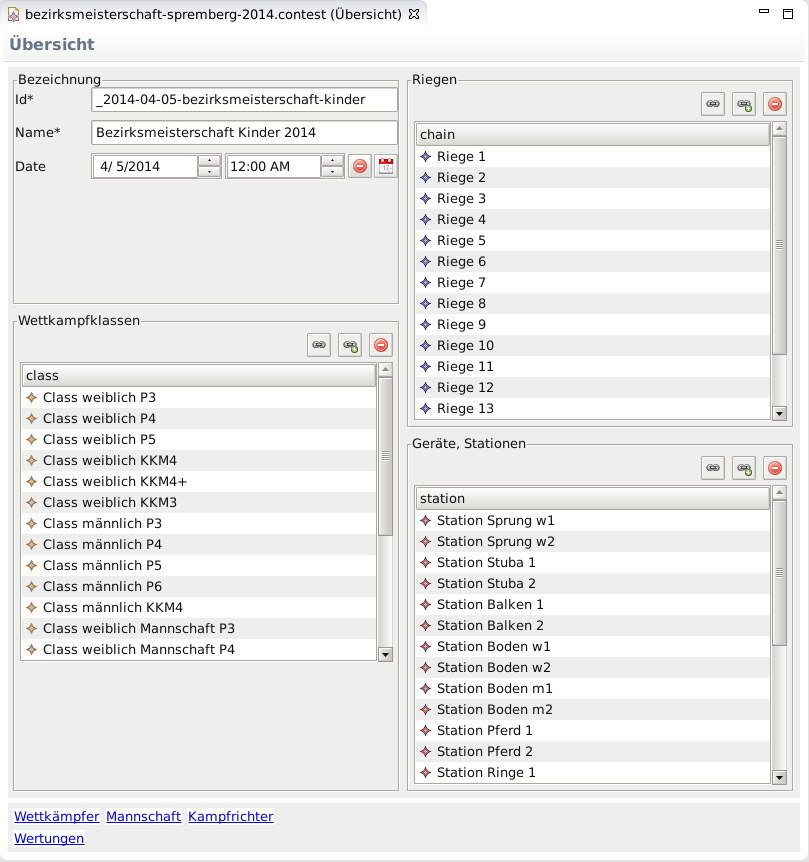 bezirksmeisterschaft-spremberg-2014.contest (Übersicht)
Übersicht
Bezeichnung
Id* _2014-04-05-bezirksmeisterschaft-kinder
Name* Bezirksmeisterschaft Kinder 2014
Date 4/ 5/2014 12:00 AM
Wettkampfklassen
class
Class weiblich P3
Class weiblich P4
Class weiblich P5
Class weiblich KKM4
Class weiblich KKM4+
Class weiblich KKM3
Class männlich P3
Class männlich P4
Class männlich P5
Class männlich P6
Class männlich KKM4
Class weiblich Mannschaft P3
Class weiblich Mannschaft P4
Riegen
chain
Riege 1
Riege 2
Riege 3
Riege 4
Riege 5
Riege 6
Riege 7
Riege 8
Riege 9
Riege 10
Riege 11
Riege 12
Riege 13
Geräte, Stationen
station
Station Sprung w1
Station Sprung w2
Station Stuba 1
Station Stuba 2
Station Balken 1
Station Balken 2
Station Boden w1
Station Boden w2
Station Boden m1
Station Boden m2
Station Pferd 1
Station Pferd 2
Station Ringe 1
Wettkämpfer Mannschaft Kampfrichter
Wertungen